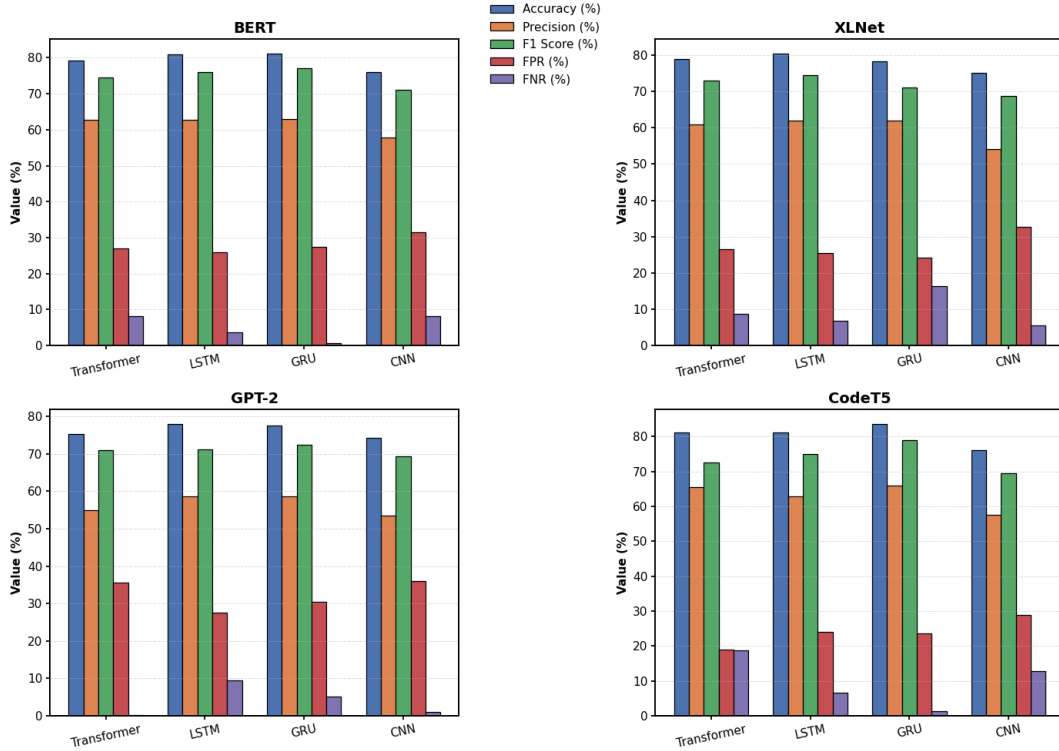 Accuracy (%)
Precision (%)
F1 Score (%)
FPR (%)
FNR (%)
BERT
Value (%)
80
70
60
50
40
30
20
10
0
Transformer
LSTM
GRU
CNN
XLNet
Value (%)
80
70
60
50
40
30
20
10
0
Transformer
LSTM
GRU
CNN
GPT-2
Value (%)
80
70
60
50
40
30
20
10
0
Transformer
LSTM
GRU
CNN
CodeT5
Value (%)
80
70
60
50
40
30
20
10
0
Transformer
LSTM
GRU
CNN